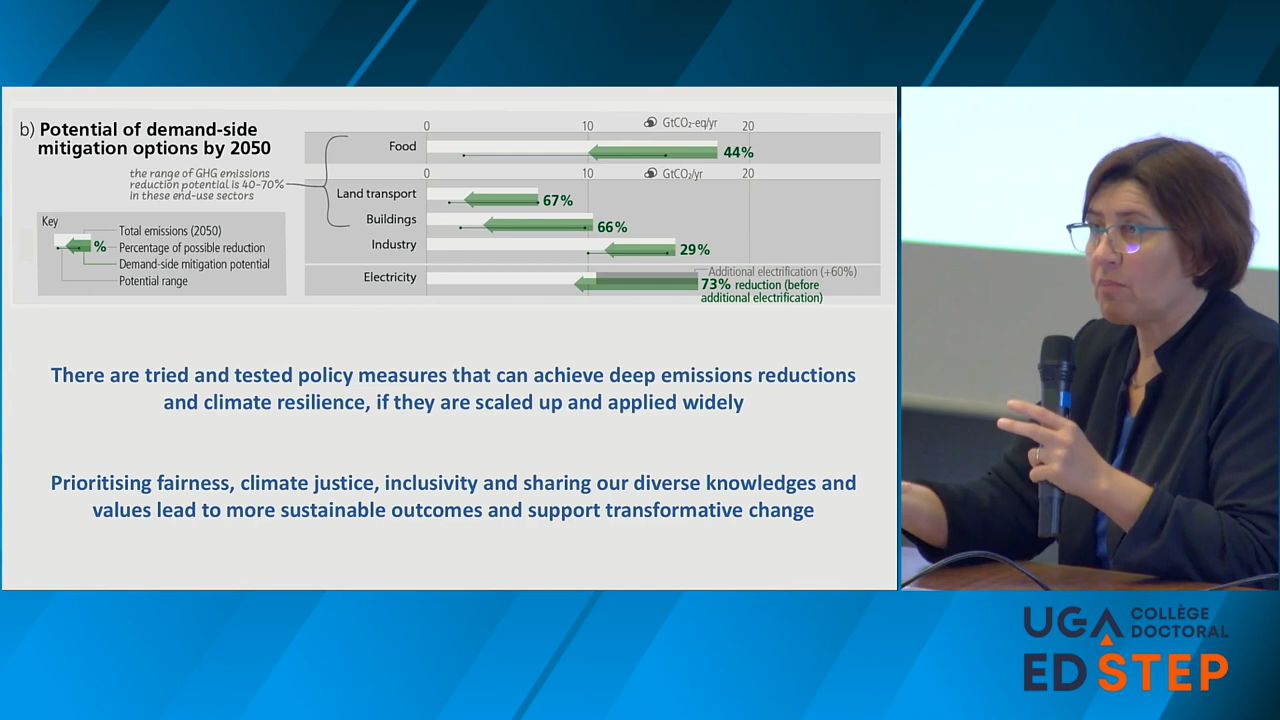 b) Potential of demand-side
mitigation options by 2050
the range of GHG emissions
reduction potential is 40-70%
in these end-use sectors
Key
%
Total emissions (2050)
Percentage of possible reduction
Demand-side mitigation potential
Potential range
0 10 GtCO₂-eq/yr 20
Food 44%
0 10 GtCO₂/yr 20
Land transport 67%
Buildings 66%
Industry 29%
Electricity
Additional electrification (+60%)
73% reduction (before
additional electrification)
There are tried and tested policy measures that can achieve deep emissions reductions
and climate resilience, if they are scaled up and applied widely
Prioritising fairness, climate justice, inclusivity and sharing our diverse knowledges and
values lead to more sustainable outcomes and support transformative change
UGA COLLÈGE
DOCTORAL
ED STEP